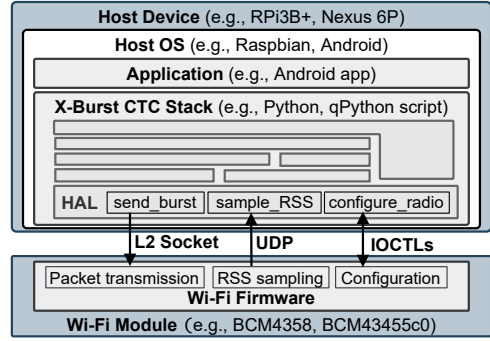 Host Device (e.g., RPi3B+, Nexus 6P)
Host OS (e.g., Raspbian, Android)
Application (e.g., Android app)
X-Burst CTC Stack (e.g., Python, qPython script)
HAL send_burst sample_RSS configure_radio
L2 Socket UDP IOCTLs
Packet transmission RSS sampling Configuration
Wi-Fi Firmware
Wi-Fi Module (e.g., BCM4358, BCM43455c0)